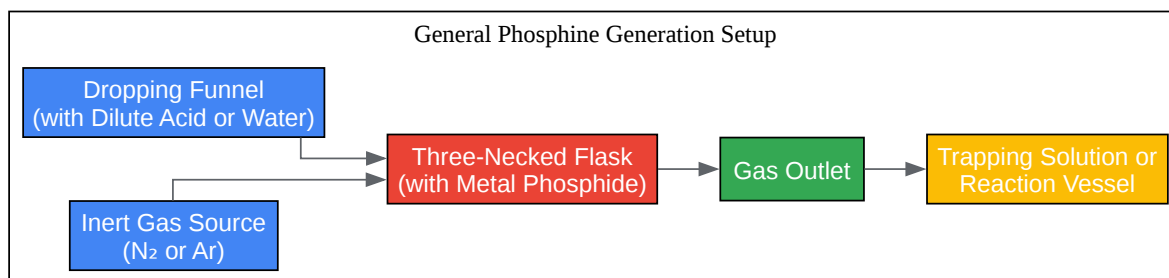 General Phosphine Generation Setup
Dropping Funnel
(with Dilute Acid or Water)
Inert Gas Source
(N₂ or Ar)
Three-Necked Flask
(with Metal Phosphide)
Gas Outlet
Trapping Solution or
Reaction Vessel